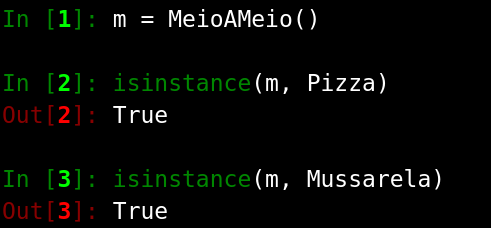 In [1]: m = MeioAMeio()
In [2]: isinstance(m, Pizza)
Out[2]: True
In [3]: isinstance(m, Mussarela)
Out[3]: True